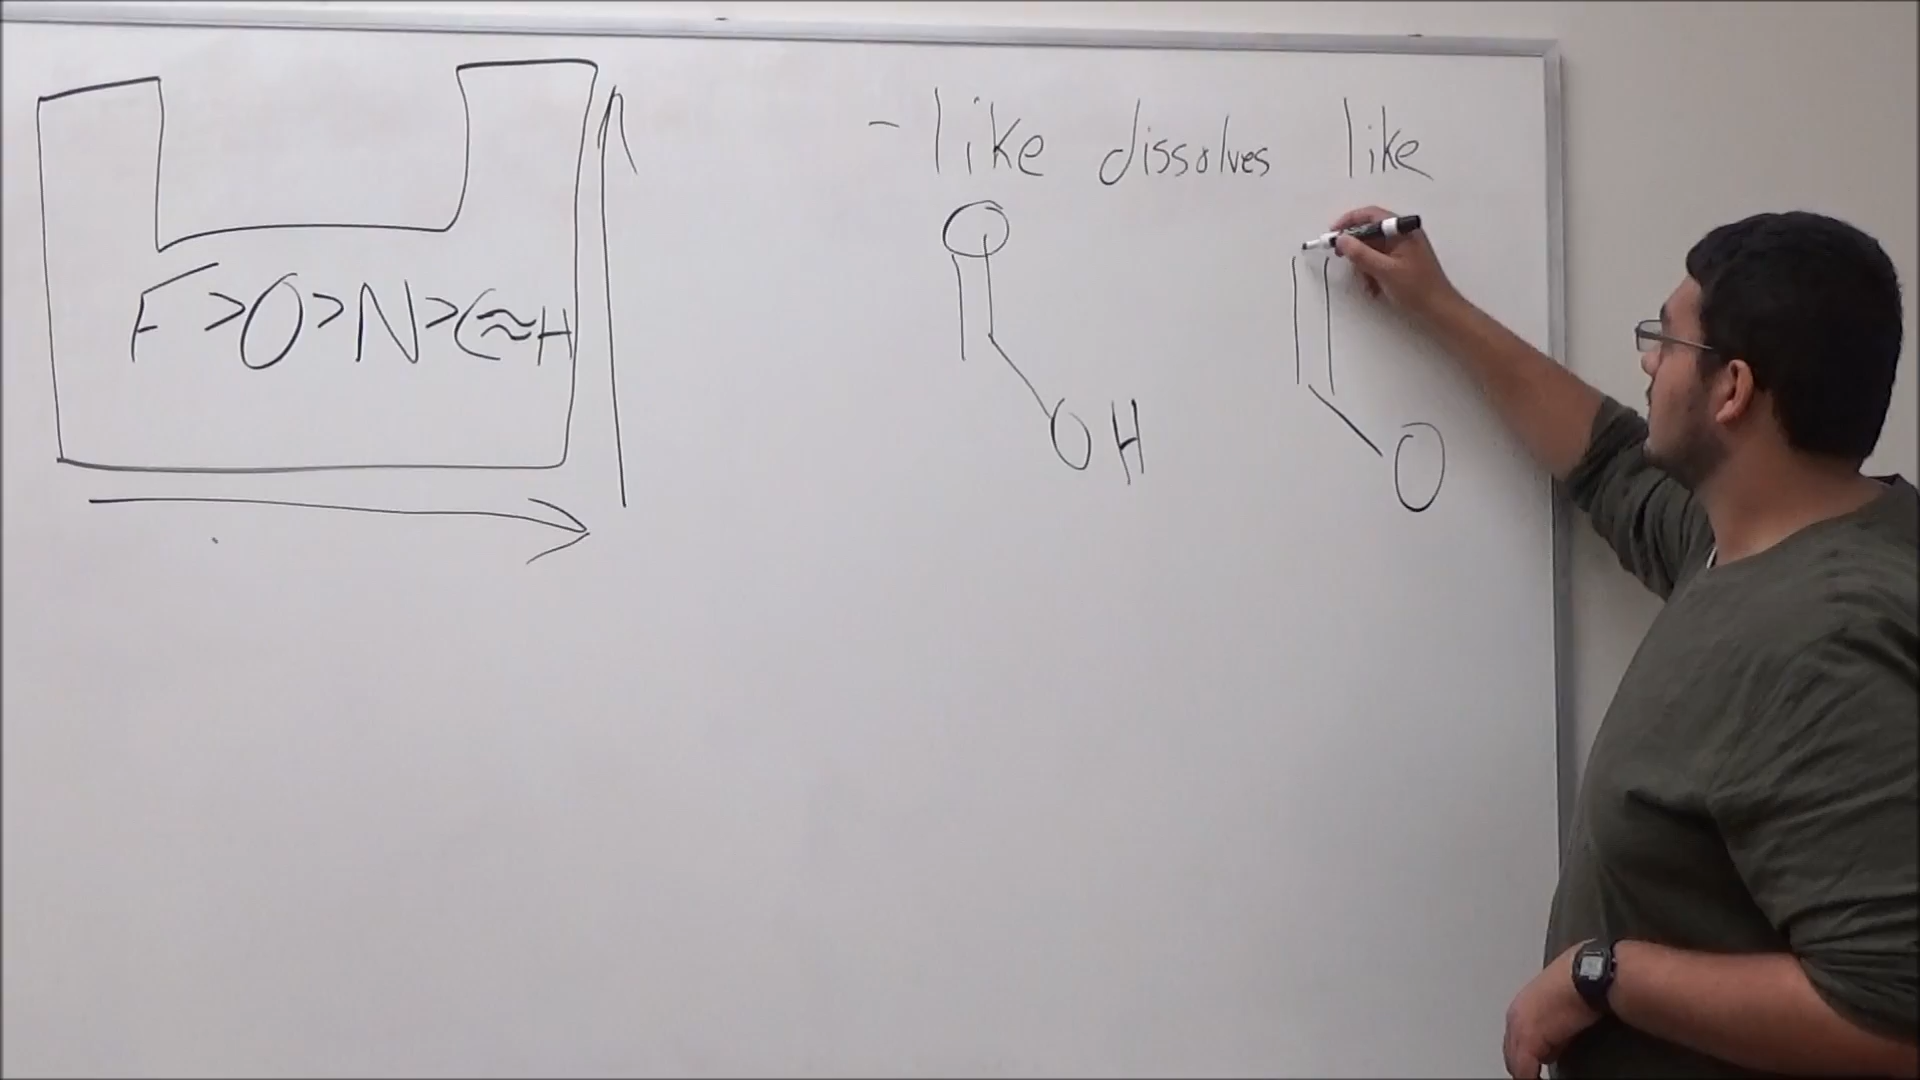 F>O>N>C≈H
- like dissolves like
O
OH
O